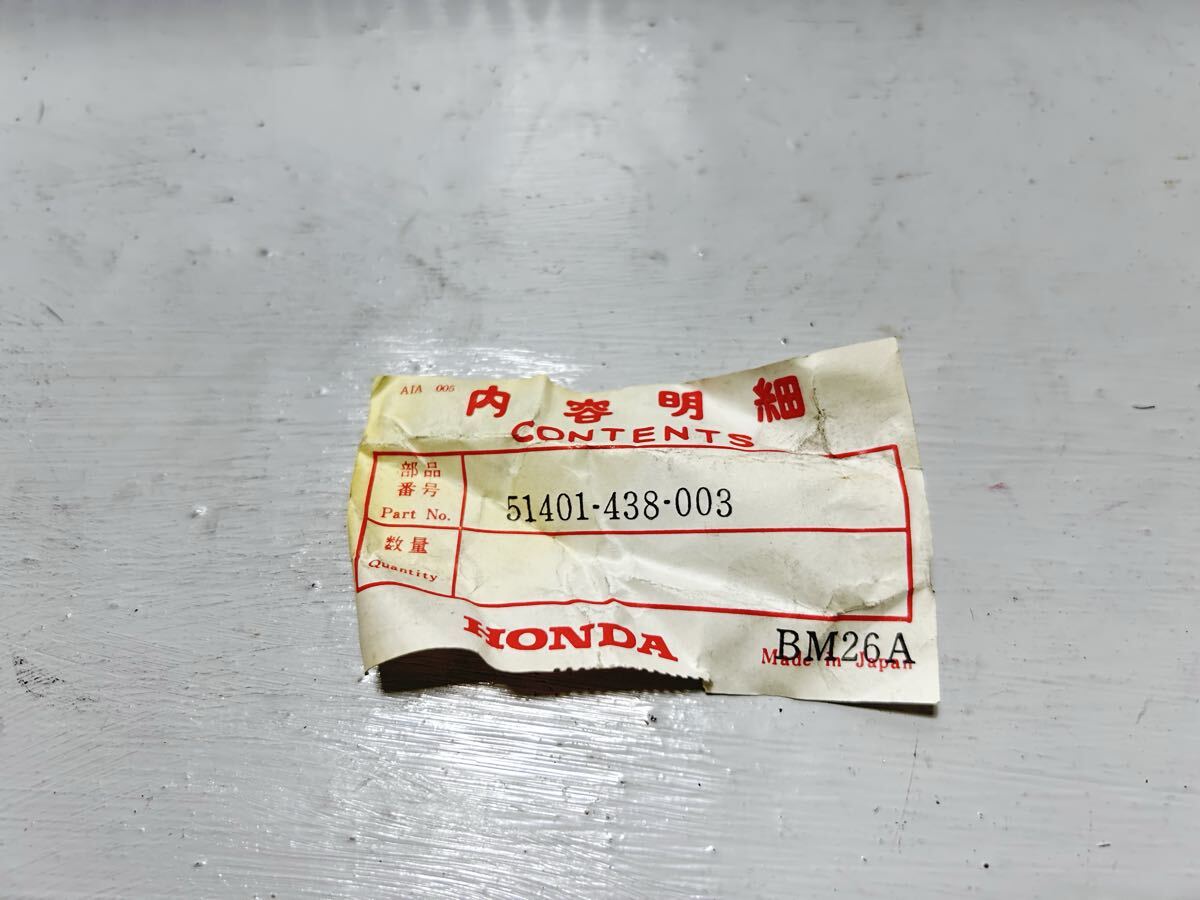 AIA 005
内容明書
CONTENTS
部品
番号
Part No.
51401-438-003
数量
Quantity
HONDA
BM26A
Made in Japan